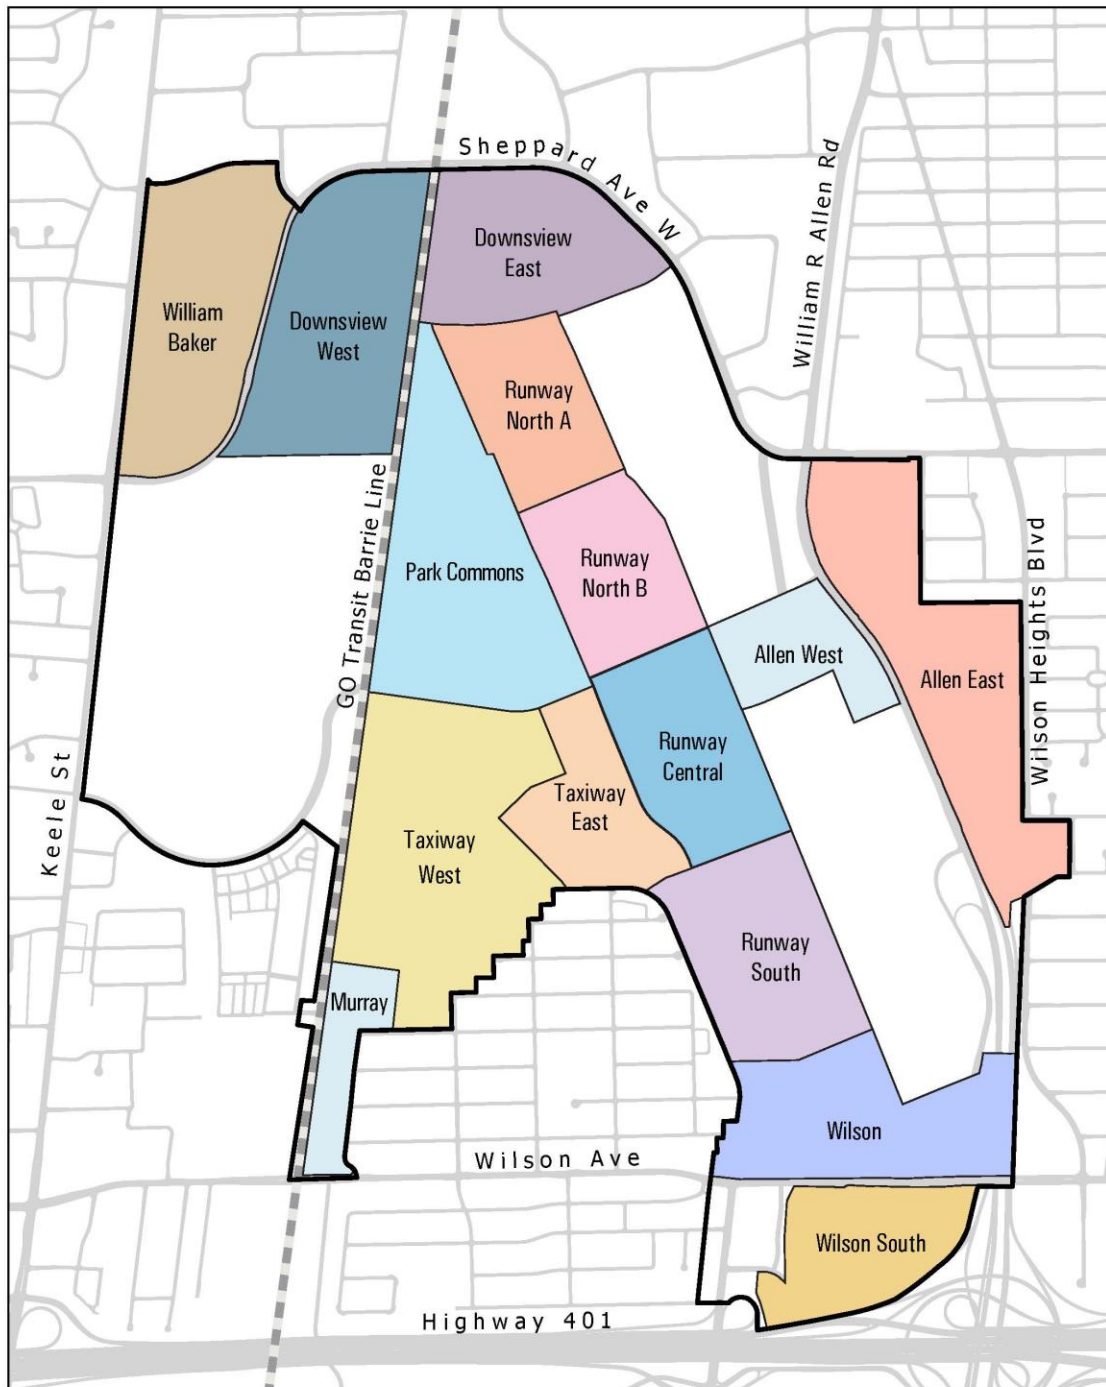 Sheppard Ave W
William R Allen Rd
Downsview
East
William
Baker
Downsview
West
Runway
North A
GO Transit Barrie Line
Park Commons
Runway
North B
Wilson Heights Blvd
Allen West
Allen East
Runway
Central
Keele St
Taxiway
East
Taxiway
West
Runway
South
Murray
Wilson
Wilson Ave
Wilson South
Highway 401